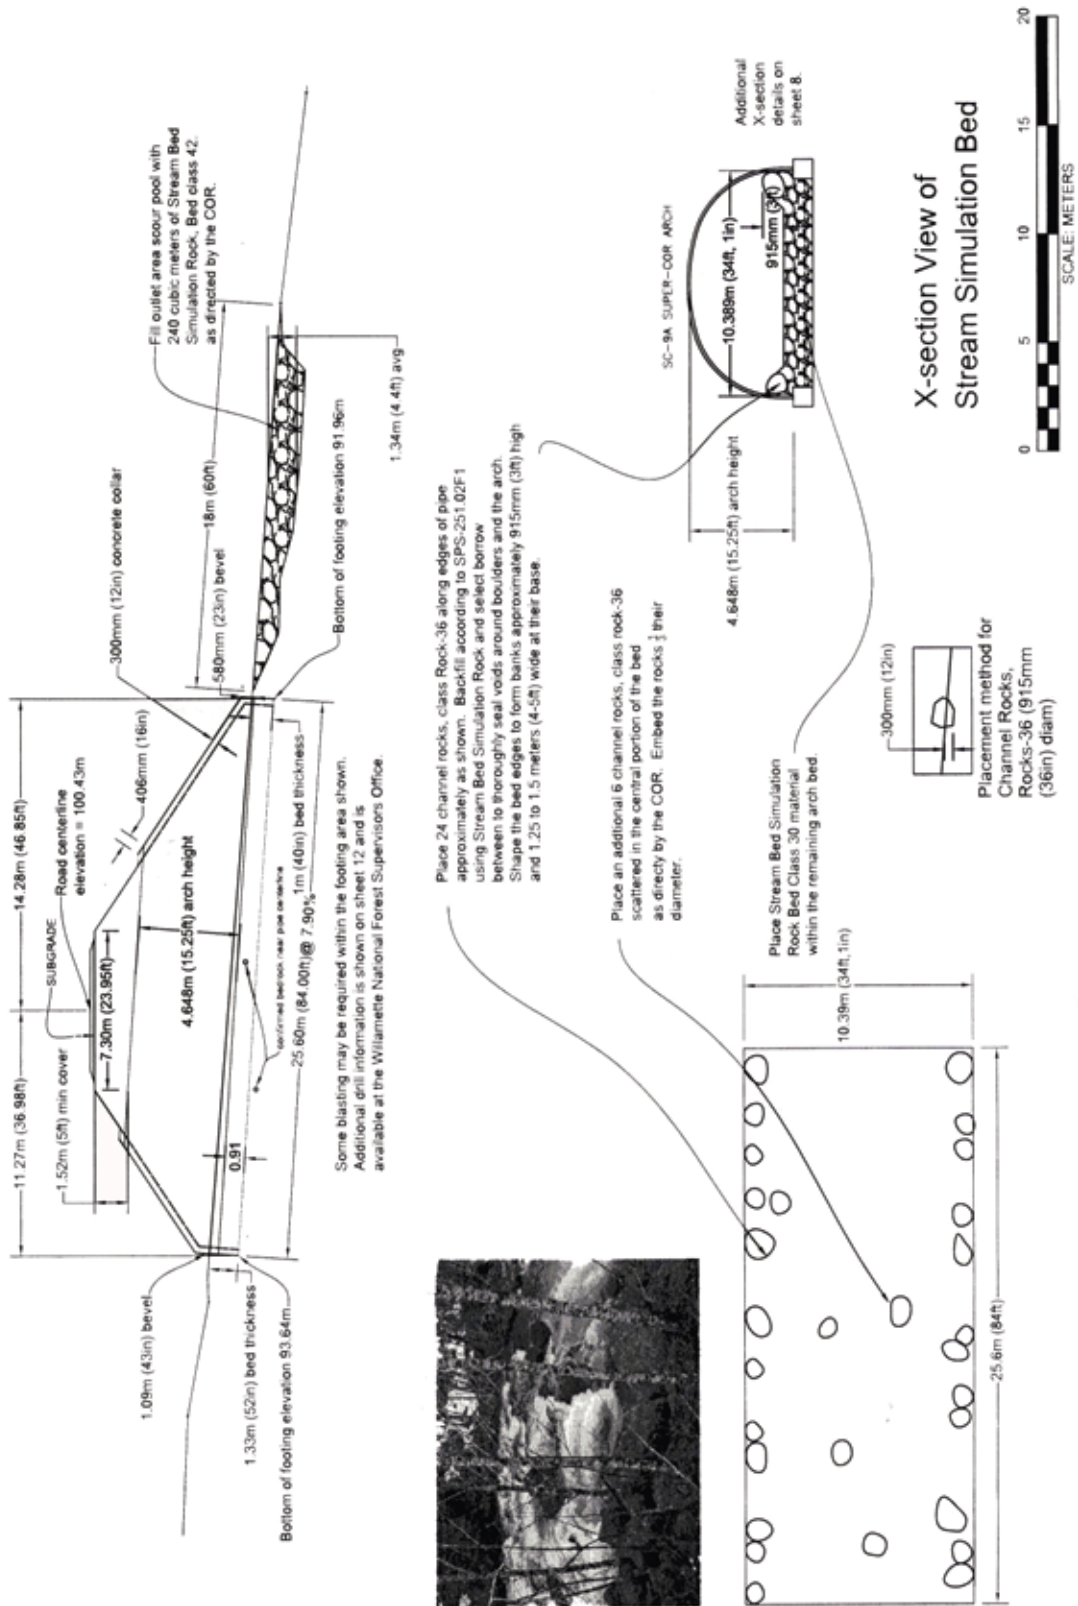 11.27m (36.98ft)
14.28m (46.85ft)
SUBGRADE
Road centerline
elevation = 100.43m
1.52m (5ft) min cover
7.30m (23.95ft)
406mm (16in)
300mm (12in) concrete collar
4.648m (15.25ft) arch height
580mm (23in) bevel
18m (60ft)
Fill outlet area scour pool with
240 cubic meters of Stream Bed
Simulation Rock, Bed class 42.
as directed by the COR.
1.09m (43in) bevel
0.91
confirmed bedrock near pipe centerline
1m (40in) bed thickness
25.60m (84.00ft)@ 7.90%
Bottom of footing elevation 91.96m
1.34m (4.4ft) avg
1.33m (52in) bed thickness
Bottom of footing elevation 93.64m
Some blasting may be required within the footing area shown.
Additional drill information is shown on sheet 12 and is
available at the Willamette National Forest Supervisors Office.
Place 24 channel rocks, class Rock-36 along edges of pipe
approximately as shown. Backfill according to SPS-251.02F1
using Stream Bed Simulation Rock and select borrow
between to thoroughly seal voids around boulders and the arch.
Shape the bed edges to form banks approximately 915mm (3ft) high
and 1.25 to 1.5 meters (4-5ft) wide at their base.
Place an addtional 6 channel rocks, class rock-36
scattered in the central portion of the bed
as directy by the COR. Embed the rocks their
diameter.
Place Stream Bed Simulation
Rock Bed Class 30 material
within the remaining arch bed.
10.39m (34ft,1in)
25.6m (84ft)
SC-9A SUPER-COR ARCH
10.389m (34ft, 1in)
915mm (3ft)
4.648m (15.25ft) arch height
Additional
X-section
details on
sheet 8.
300mm (12in)
Placement method for
Channel Rocks,
Rocks-36 (915mm
(36in) diam)
X-section View of
Stream Simulation Bed
0 5 10 15 20
SCALE: METERS